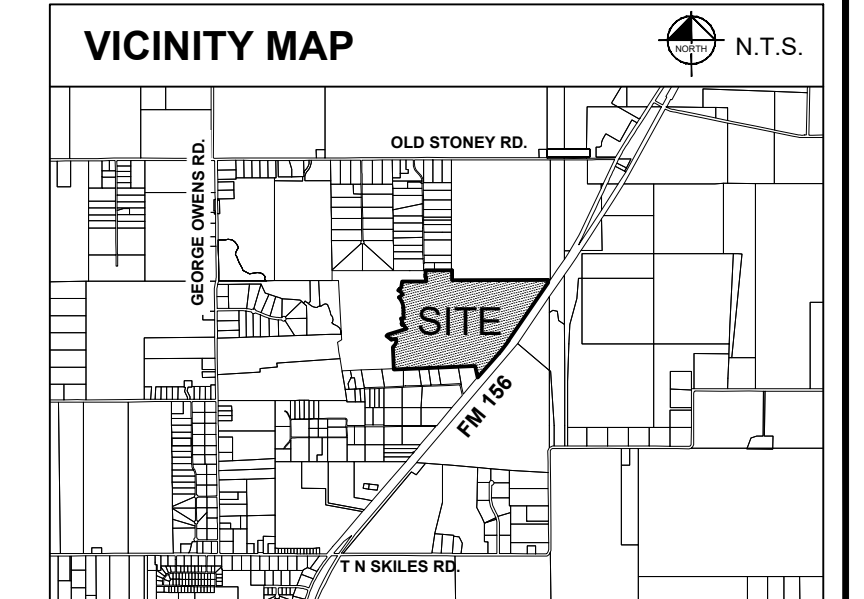 VICINITY MAP
NORTH
N.T.S.
OLD STONEY RD.
GEORGE OWENS RD.
SITE
FM 156
T N SKILES RD.